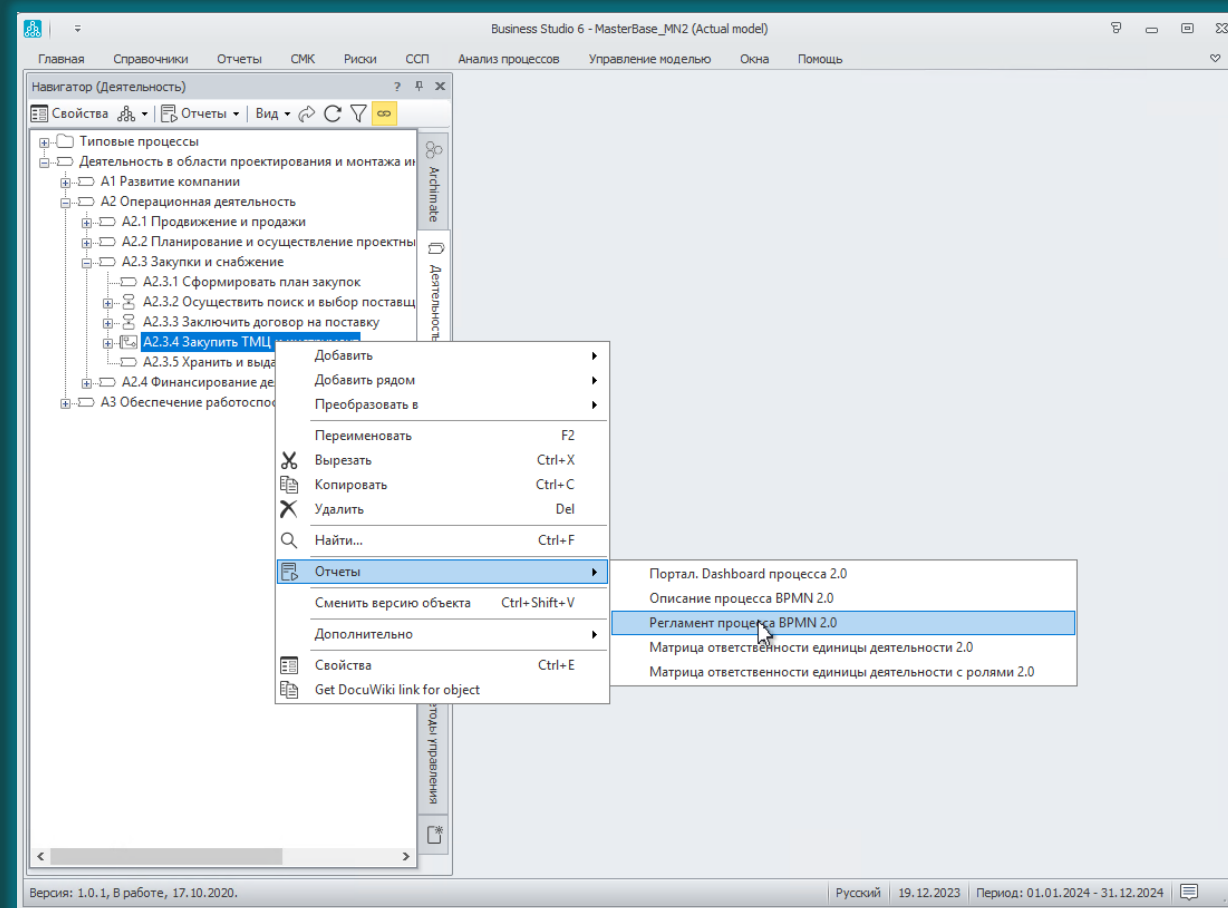 Business Studio 6 - MasterBase_MN2 (Actual model)
Главная Справочники Отчеты СМК Риски ССП Анализ процессов Управление моделью Окна Помощь
Навигатор (Деятельность)
Свойства Отчеты Вид
Типовые процессы
Деятельность в области проектирования и монтажа ин
A1 Развитие компании
A2 Операционная деятельность
A2.1 Продвижение и продажи
A2.2 Планирование и осуществление проектны
A2.3 Закупки и снабжение
A2.3.1 Сформировать план закупок
A2.3.2 Осуществить поиск и выбор поставщ
A2.3.3 Заключить договор на поставку
A2.3.4 Закупить ТМЦ
A2.3.5 Хранить и выда
A2.4 Финансирование де
A3 Обеспечение работоспос
Archimate
Деятельность
етоды управления
Добавить
Добавить рядом
Преобразовать в
Переименовать F2
Вырезать Ctrl+X
Копировать Ctrl+C
Удалить Del
Найти... Ctrl+F
Отчеты
Сменить версию объекта Ctrl+Shift+V
Дополнительно
Свойства Ctrl+E
Get DocuWiki link for object
Портал. Dashboard процесса 2.0
Описание процесса BPMN 2.0
Регламент процесса BPMN 2.0
Матрица ответственности единицы деятельности 2.0
Матрица ответственности единицы деятельности с ролями 2.0
Версия: 1.0.1, В работе, 17.10.2020.
Русский 19.12.2023 Период: 01.01.2024 - 31.12.2024